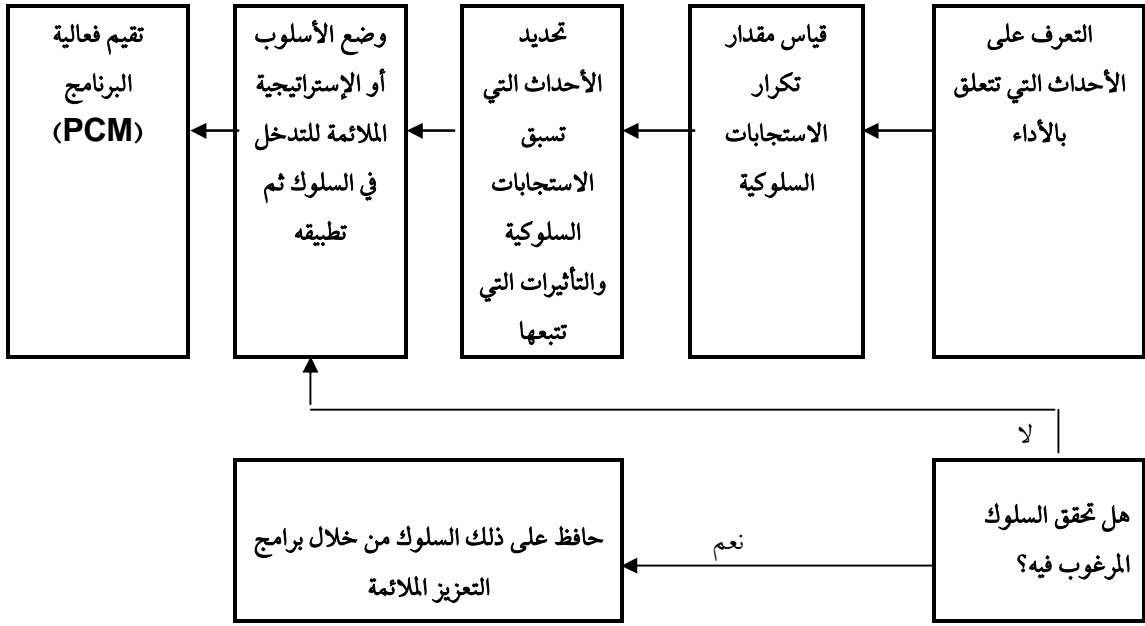 التعرف على
الأحداث التي تتعلق
بالأداء
قياس مقدار
تكرار
الاستجابات
السلوكية
تحديد
الأحداث التي
تسبق
الاستجابات
السلوكية
والتأثيرات التي
تتبعها
وضع الأسلوب
أو الإستراتيجية
الملائمة للتدخل
في السلوك ثم
تطبيقه
تقيم فعالية
البرنامج
(PCM)
لا
هل تحقق السلوك
المرغوب فيه؟
نعم
حافظ على ذلك السلوك من خلال برامج
التعزيز الملائمة